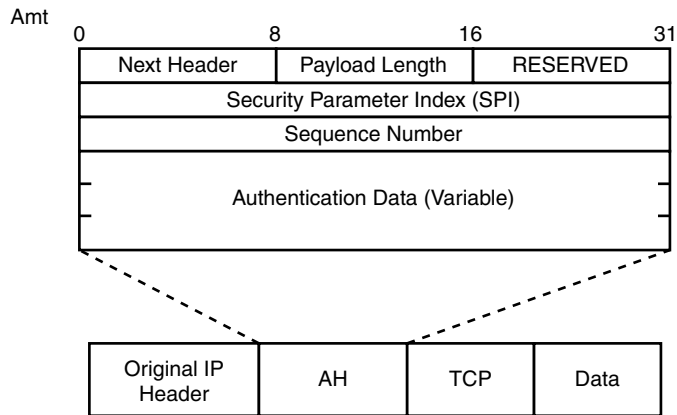 Amt
0 8 16 31
Next Header Payload Length RESERVED
Security Parameter Index (SPI)
Sequence Number
Authentication Data (Variable)
Original IP
Header
AH TCP Data